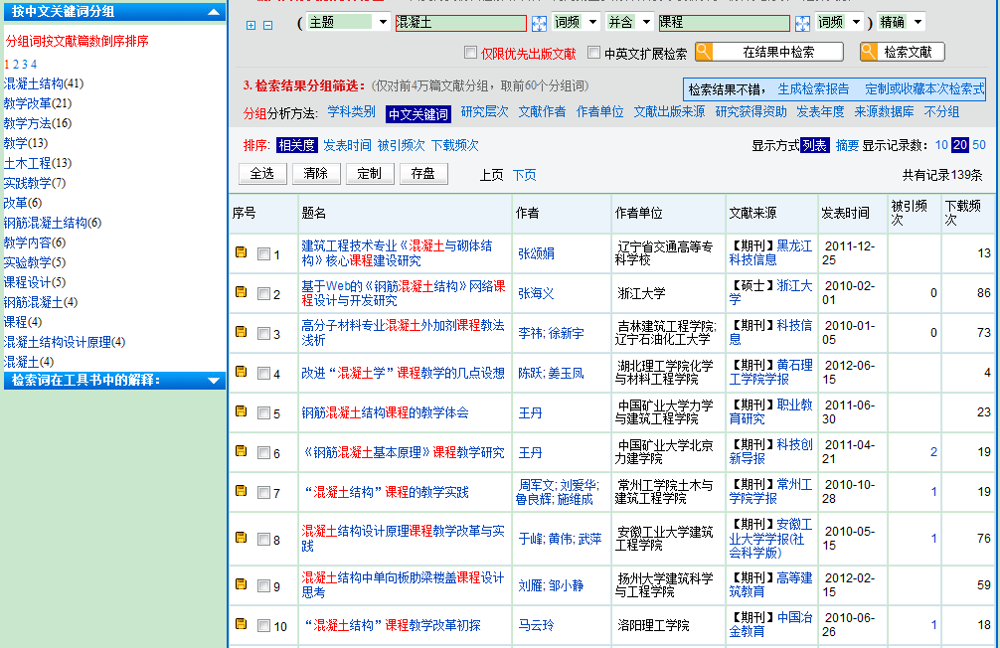 按中文关键词分组
分组词按文献篇数倒序排序
1 2 3 4
混凝土结构(41)
教学改革(21)
教学方法(16)
教学(13)
土木工程(13)
实践教学(7)
改革(6)
钢筋混凝土结构(6)
教学内容(6)
实验教学(5)
课程设计(5)
钢筋混凝土(4)
课程(4)
混凝土结构设计原理(4)
混凝土(4)
检索词在工具书中的解释：
( 主题 混凝土 词频 并含 课程 词频 ) 精确
仅限优先出版文献 中英文扩展检索 在结果中检索 检索文献
3. 检索结果分组筛选：(仅对前4万篇文献分组，取前60个分组词)
检索结果不错， 生成检索报告 定制或收藏本次检索式
分组分析方法： 学科类别 中文关键词 研究层次 文献作者 作者单位 文献出版来源 研究获得资助 发表年度 来源数据库 不分组
排序: 相关度 发表时间 被引频次 下载频次 显示方式 列表 摘要 显示记录数: 10 20 50
全选 清除 定制 存盘 上页 下页 共有记录139条
序号 题名 作者 作者单位 文献来源 发表时间 被引频 下载频
次 次
1 建筑工程技术专业《混凝土与砌体结 张颂娟 辽宁省交通高等专 【期刊】黑龙江 2011-12- 13
构》核心课程建设研究 科学校 科技信息 25
2 基于Web的《钢筋混凝土结构》网络课 张海义 浙江大学 【硕士】浙江大 2010-02- 0 86
程设计与开发研究 学 01
3 高分子材料专业混凝土外加剂课程教法 李祎; 徐新宇 吉林建筑工程学院; 【期刊】科技信 2010-01- 0 73
浅析 辽宁石油化工大学 息 05
4 改进“混凝土学”课程教学的几点设想 陈跃; 姜玉凤 湖北理工学院化学 【期刊】黄石理 2012-06- 4
与材料工程学院 工学院学报 15
5 钢筋混凝土结构课程的教学体会 王丹 中国矿业大学力学 【期刊】职业教 2011-06- 23
与建筑工程学院 育研究 30
6 《钢筋混凝土基本原理》课程教学研究 王丹 中国矿业大学北京 【期刊】科技创 2011-04- 2 19
力建学院 新导报 21
7 “混凝土结构”课程的教学实践 周军文; 刘爱华; 常州工学院土木与 【期刊】常州工 2010-10- 1 19
鲁良辉; 施维成 建筑工程学院 学院学报 28
8 混凝土结构设计原理课程教学改革与实 于峰; 黄伟; 武萍 安徽工业大学建筑 【期刊】安徽工 2010-05- 1 76
践 工程学院 业大学学报(社 15
会科学版)
9 混凝土结构中单向板肋梁楼盖课程设计 刘雁; 邹小静 扬州大学建筑科学 【期刊】高等建 2012-02- 59
思考 与工程学院 筑教育 15
10 “混凝土结构”课程教学改革初探 马云玲 洛阳理工学院 【期刊】中国冶 2010-06- 1 18
金教育 26